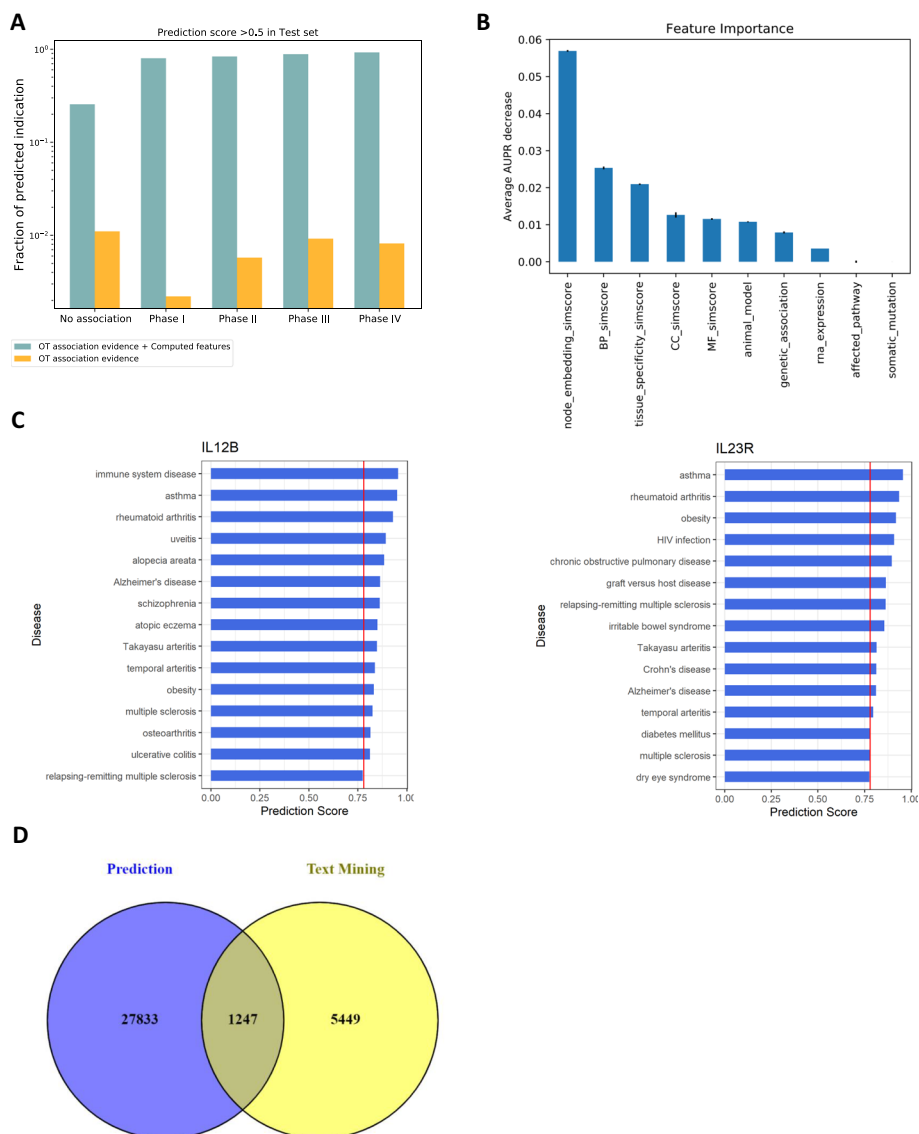 A
Prediction score >0.5 in Test set
Fraction of predicted indication
10⁰
10⁻¹
10⁻²
No association
Phase I
Phase II
Phase III
Phase IV
OT association evidence + Computed features
OT association evidence
B
Feature Importance
Average AUPR decrease
0.06
0.05
0.04
0.03
0.02
0.01
0.00
node_embedding_simscore
BP_simscore
tissue_specificity_simscore
CC_simscore
MF_simscore
animal_model
genetic_association
rna_expression
affected_pathway
somatic_mutation
C
IL12B
Disease
immune system disease
asthma
rheumatoid arthritis
uveitis
alopecia areata
Alzheimer's disease
schizophrenia
atopic eczema
Takayasu arteritis
temporal arteritis
obesity
multiple sclerosis
osteoarthritis
ulcerative colitis
relapsing-remitting multiple sclerosis
0.00 0.25 0.50 0.75 1.00
Prediction Score
IL23R
Disease
asthma
rheumatoid arthritis
obesity
HIV infection
chronic obstructive pulmonary disease
graft versus host disease
relapsing-remitting multiple sclerosis
irritable bowel syndrome
Takayasu arteritis
Crohn's disease
Alzheimer's disease
temporal arteritis
diabetes mellitus
multiple sclerosis
dry eye syndrome
0.00 0.25 0.50 0.75 1.00
Prediction Score
D
Prediction
Text Mining
27833
1247
5449